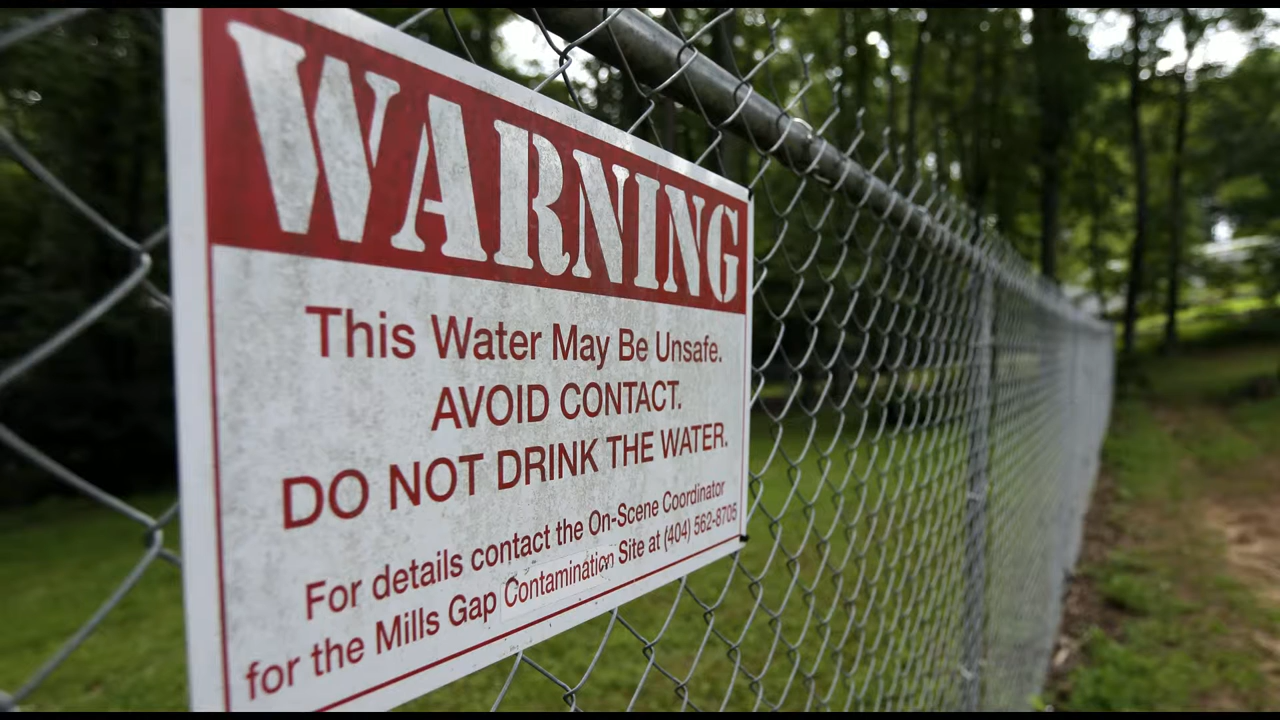 WARNING
This Water May Be Unsafe.
AVOID CONTACT.
DO NOT DRINK THE WATER.
For details contact the On-Scene Coordinator
for the Mills Gap Contamination Site at (404) 562-8705